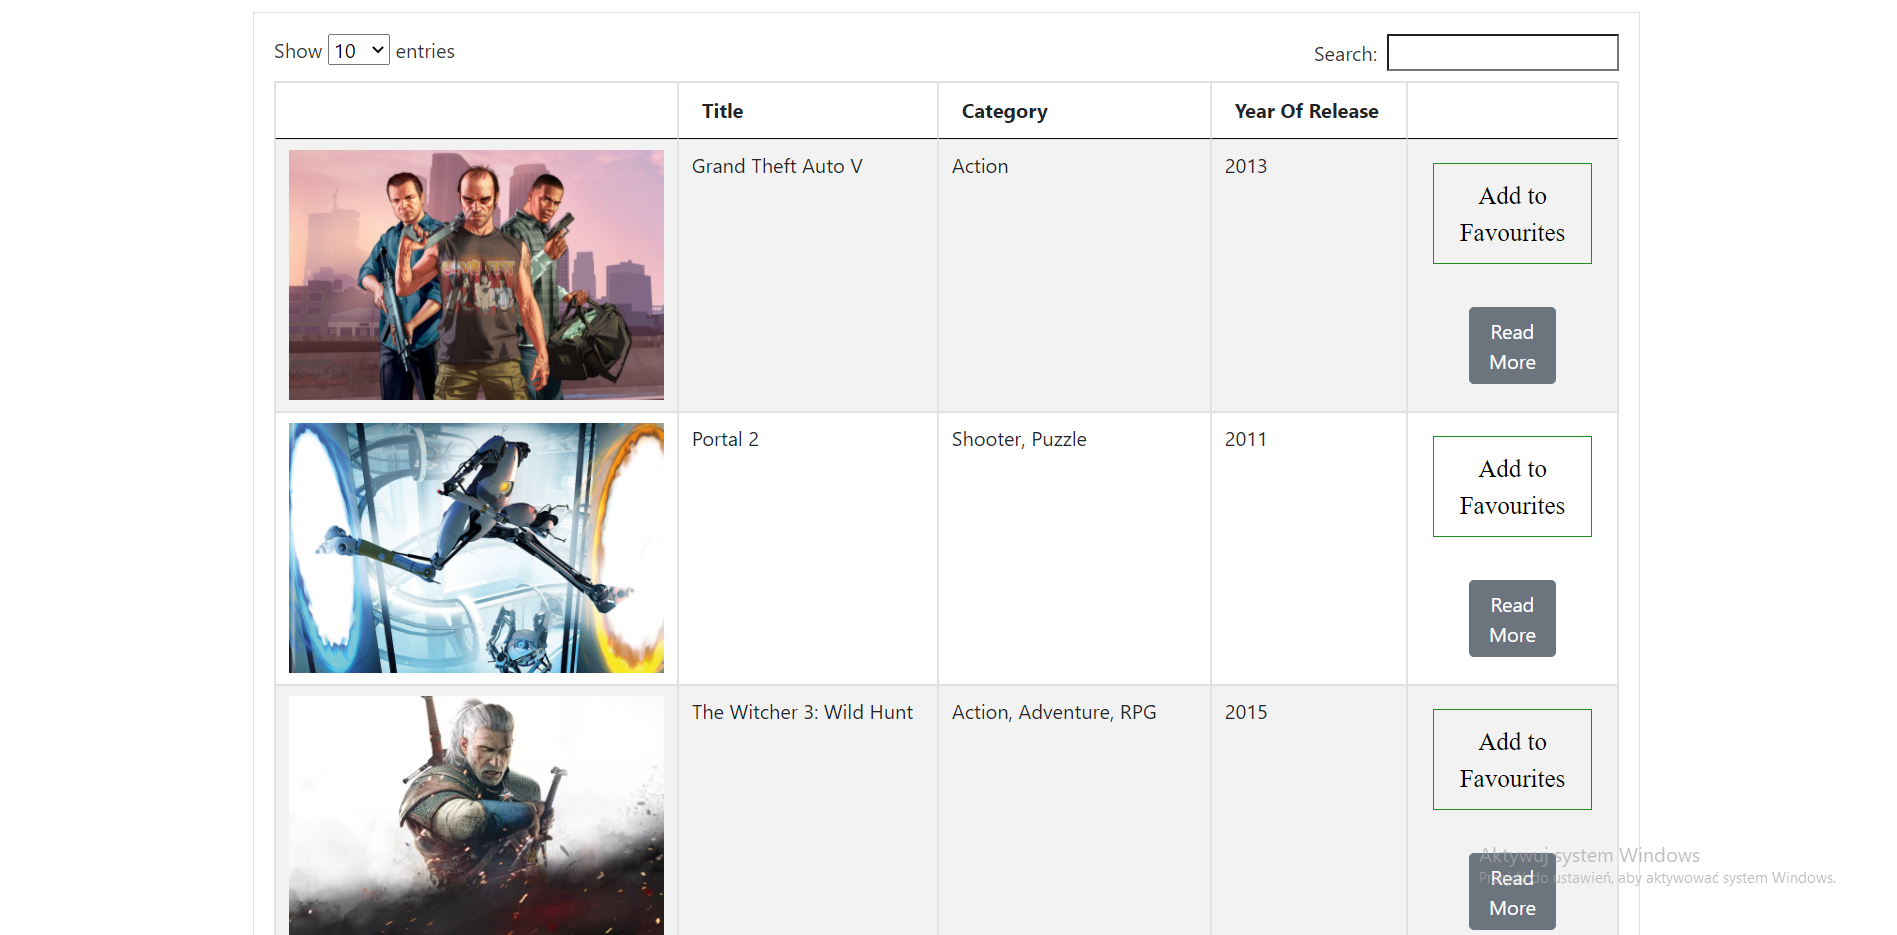 Show 10 entries
Search:
Title Category Year Of Release
Grand Theft Auto V Action 2013
Add to
Favourites
Read
More
Portal 2 Shooter, Puzzle 2011
Add to
Favourites
Read
More
The Witcher 3: Wild Hunt Action, Adventure, RPG 2015
Add to
Favourites
Read
More
Aktywuj system Windows
Przejdź do ustawień, aby aktywować system Windows.